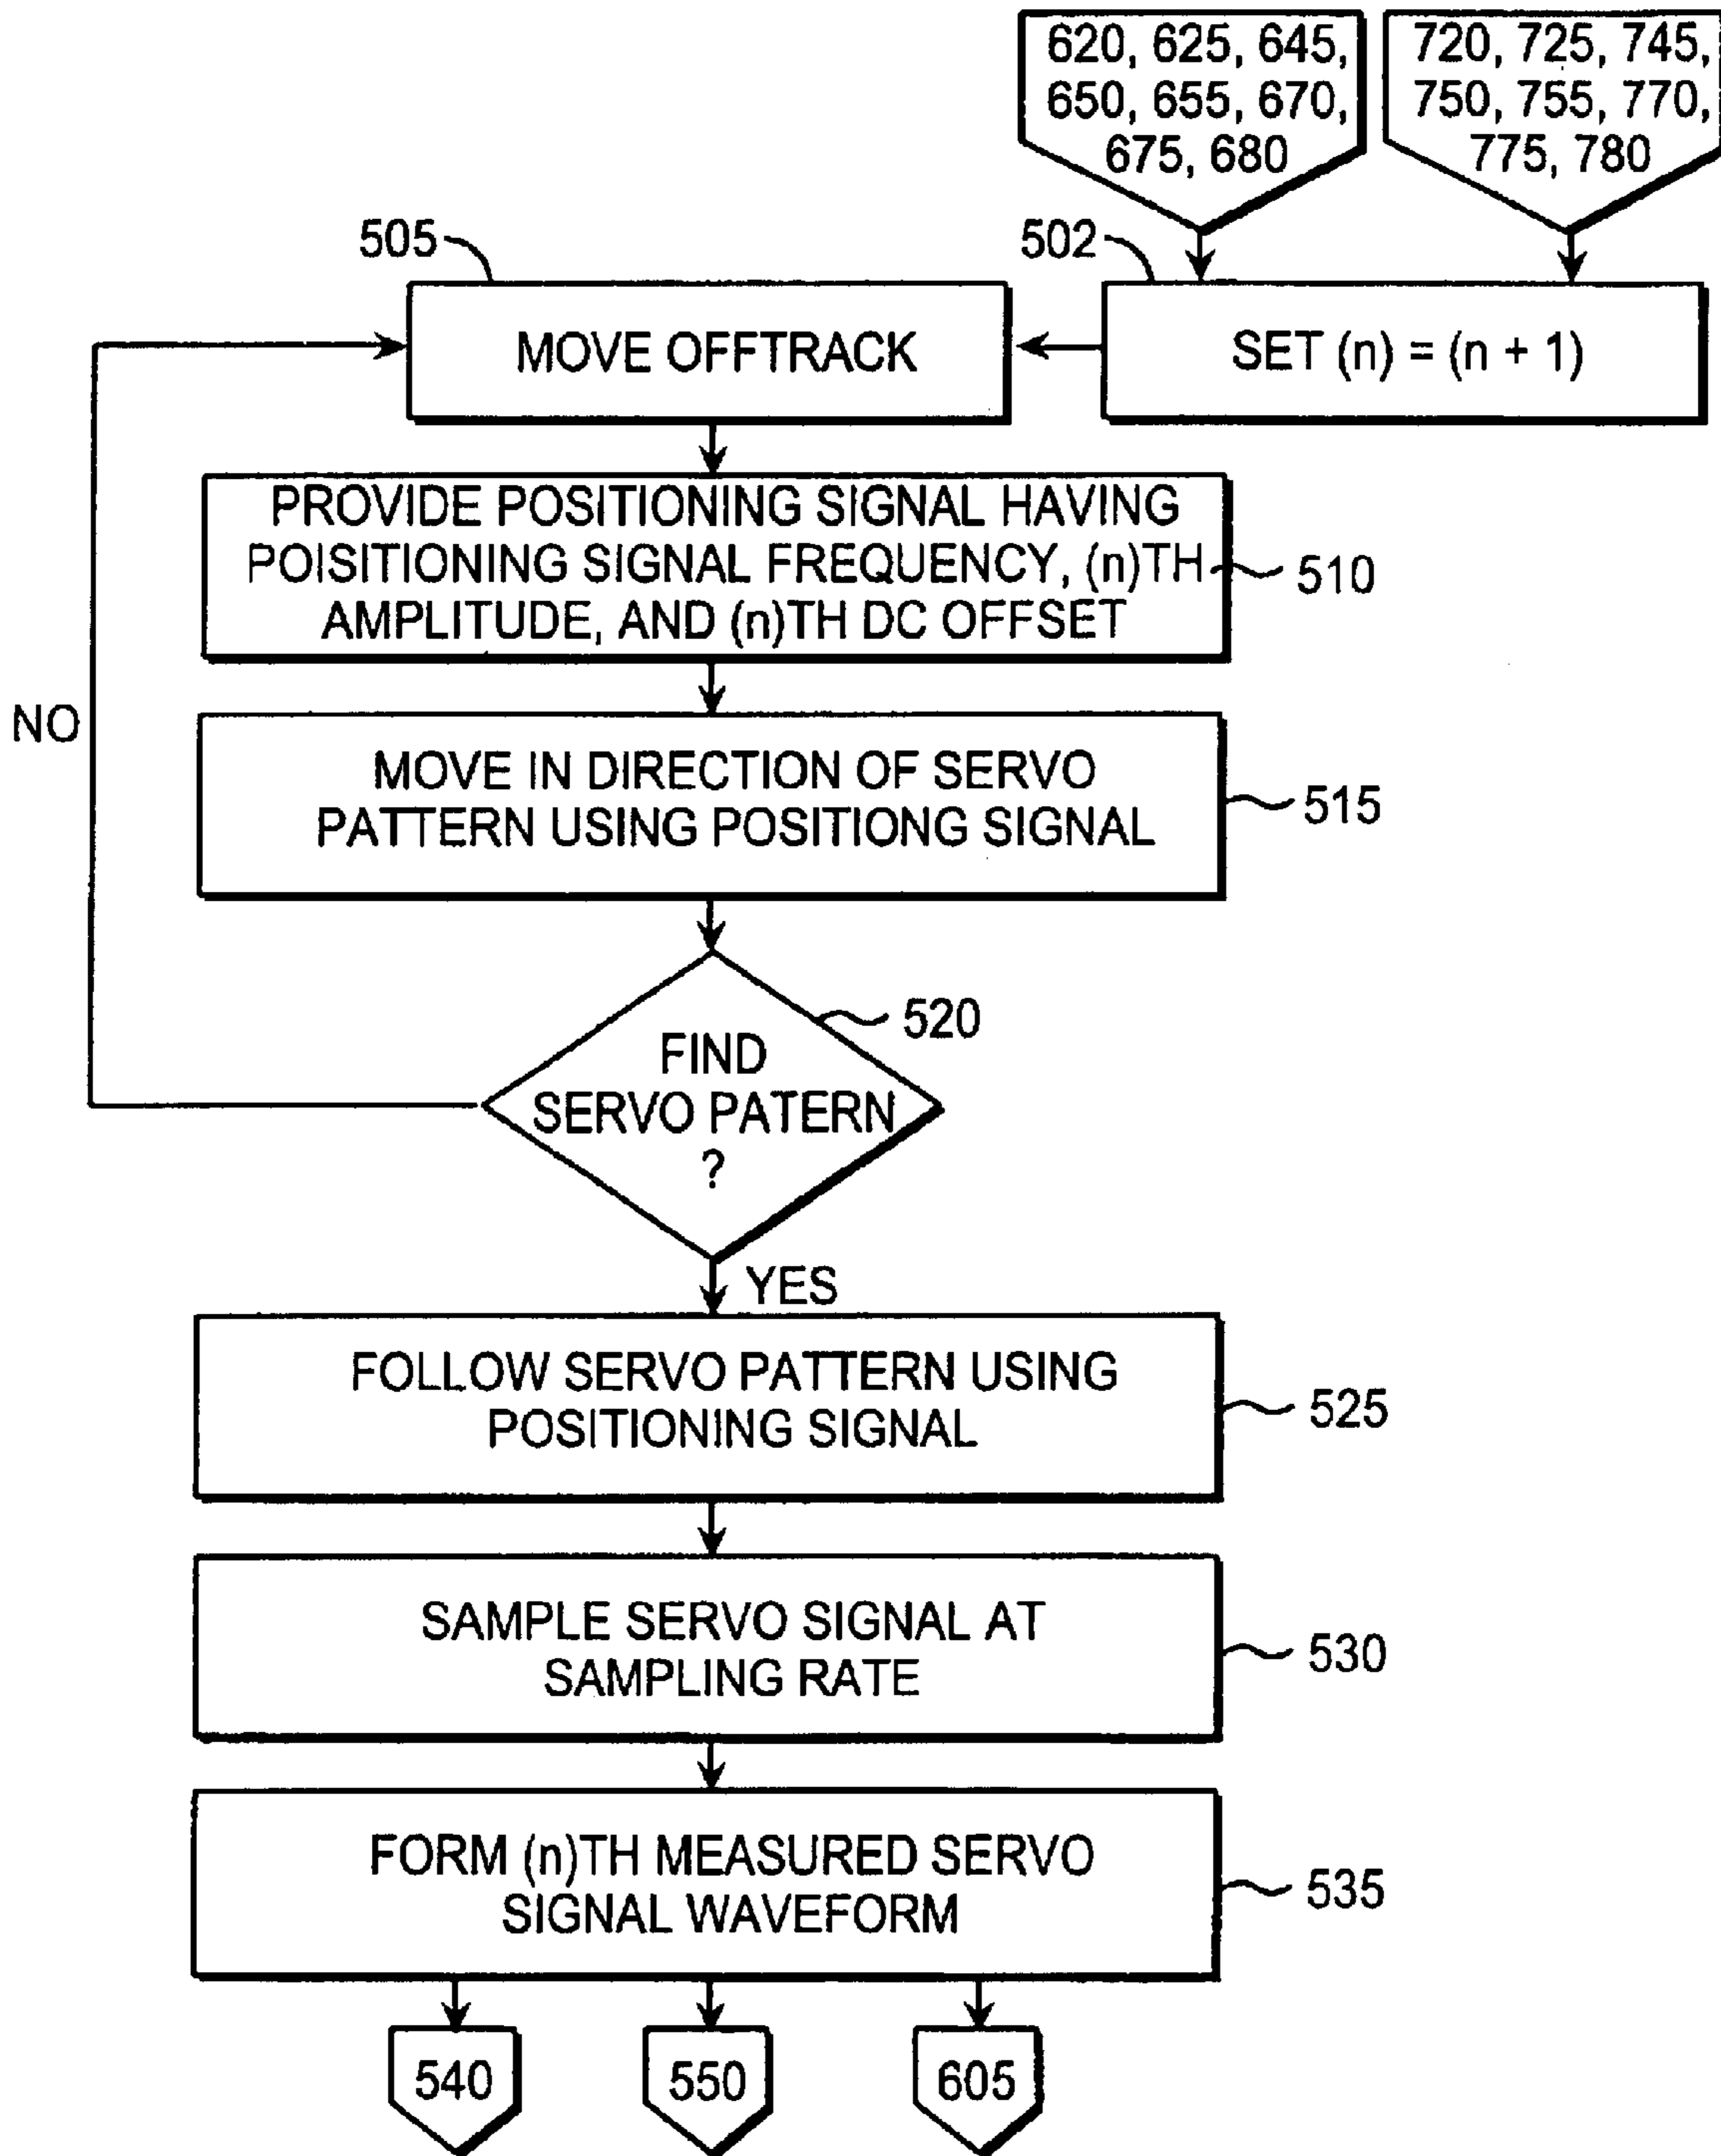 620, 625, 645,
650, 655, 670,
675, 680
720, 725, 745,
750, 755, 770,
775, 780
505
502
MOVE OFFTRACK
SET (n) = (n + 1)
PROVIDE POSITIONING SIGNAL HAVING
POISITIONING SIGNAL FREQUENCY, (n)TH
AMPLITUDE, AND (n)TH DC OFFSET
510
NO
MOVE IN DIRECTION OF SERVO
PATTERN USING POSITIONG SIGNAL
515
520
FIND
SERVO PATERN
?
YES
FOLLOW SERVO PATTERN USING
POSITIONING SIGNAL
525
SAMPLE SERVO SIGNAL AT
SAMPLING RATE
530
FORM (n)TH MEASURED SERVO
SIGNAL WAVEFORM
535
540
550
605